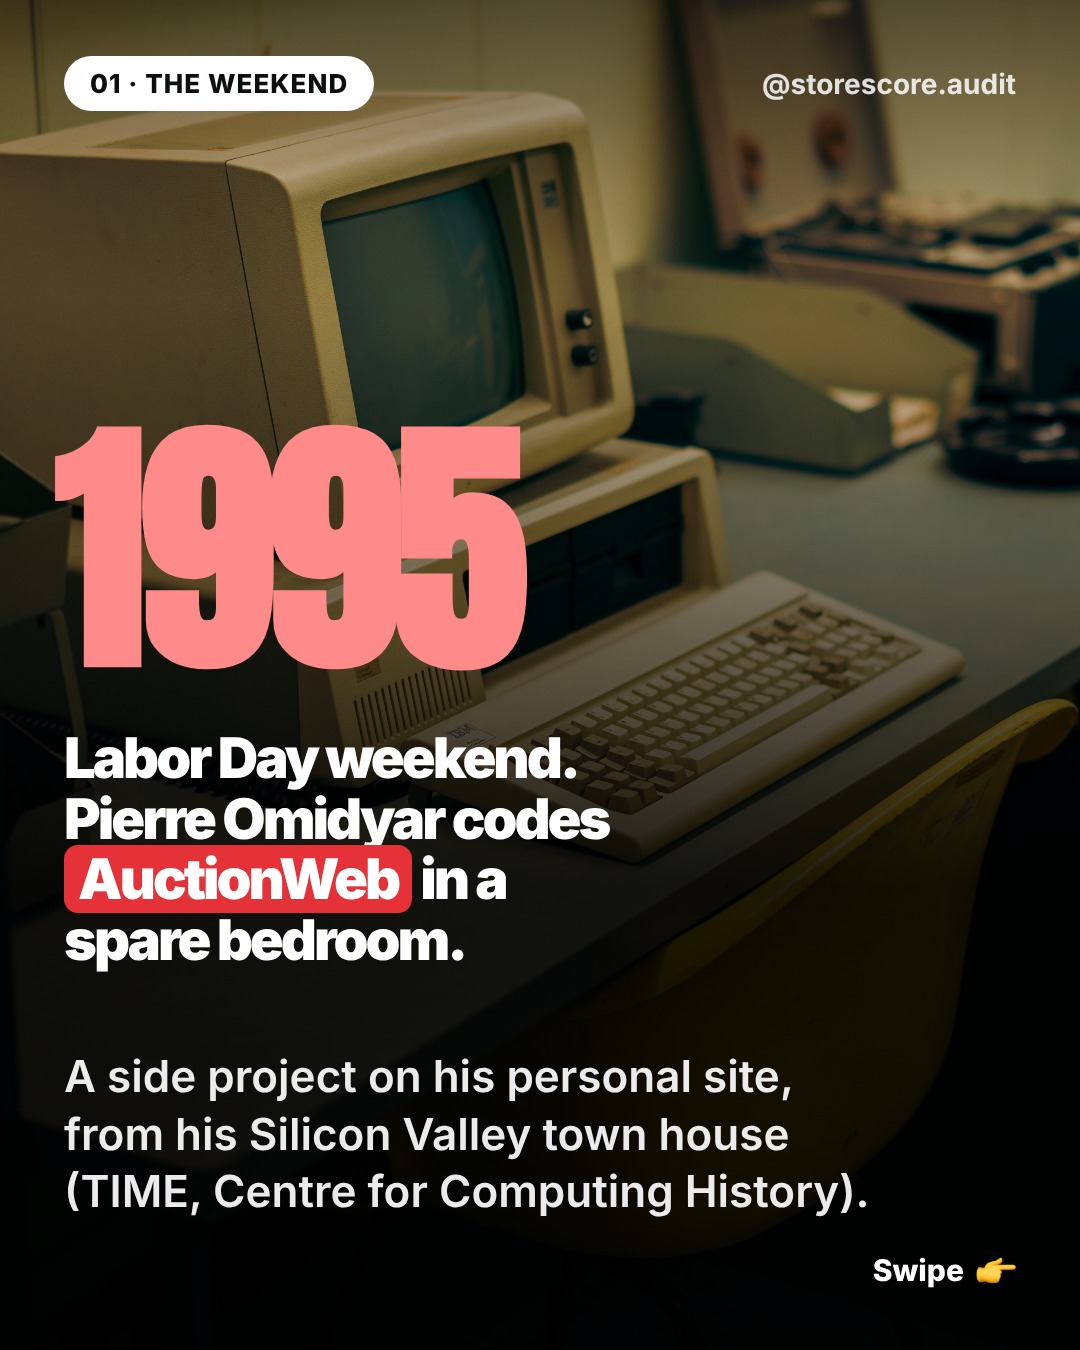 01 · THE WEEKEND
@storescore.audit
1995
Labor Day weekend.
Pierre Omidyar codes
AuctionWeb in a
spare bedroom.
A side project on his personal site,
from his Silicon Valley town house
(TIME, Centre for Computing History).
Swipe 👉
IBM